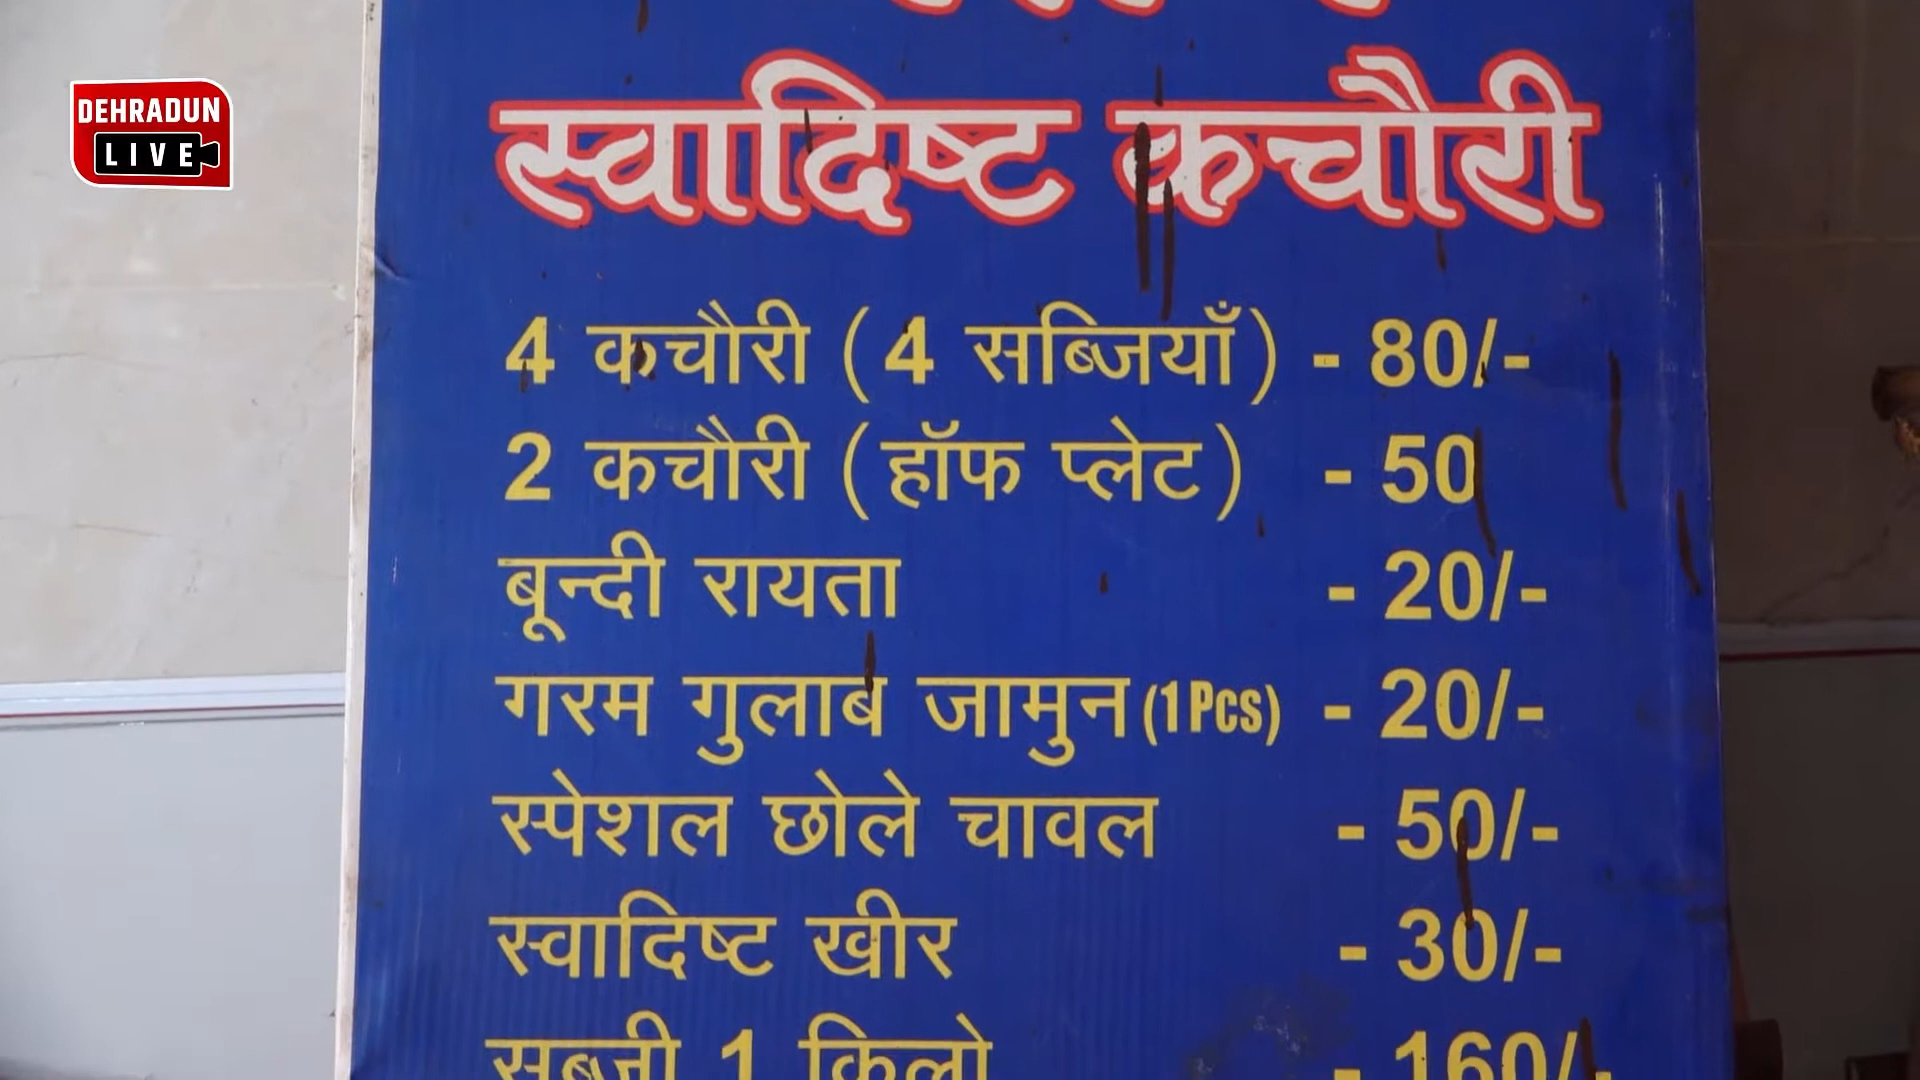 DEHRADUN
LIVE
स्वादिष्ट कचौरी
4 कचौरी (4 सब्जियाँ) - 80/-
2 कचौरी (हॉफ प्लेट) - 50
बून्दी रायता - 20/-
गरम गुलाब जामुन (1 Pcs) - 20/-
स्पेशल छोले चावल - 50/-
स्वादिष्ट खीर - 30/-
सब्जी 1 किलो - 160/-